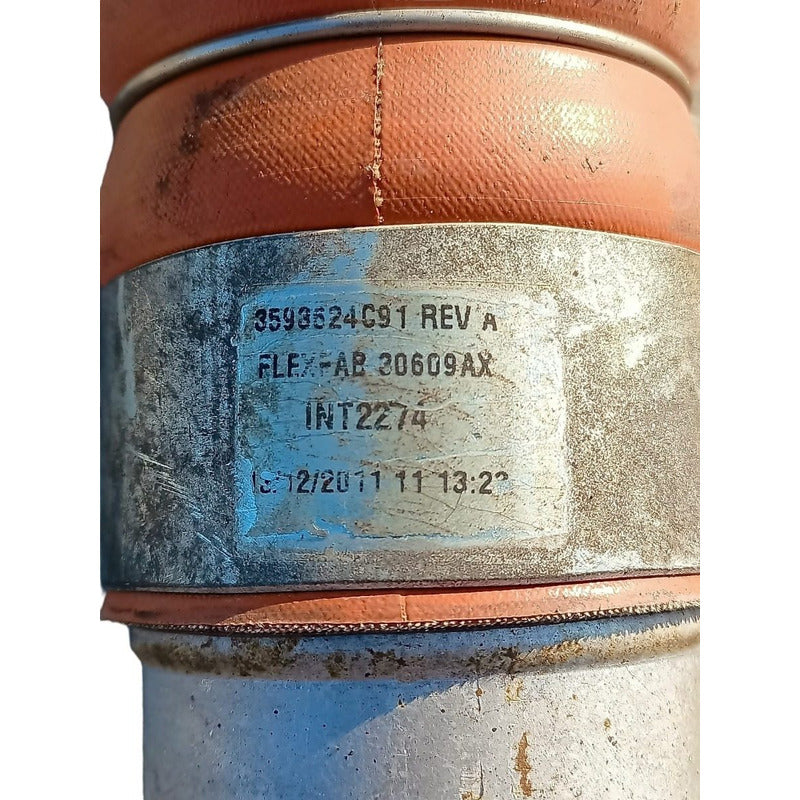 3593624C91 REV A
FLEXFAB 30609AX
INT2274
/12/2011 11 13:2